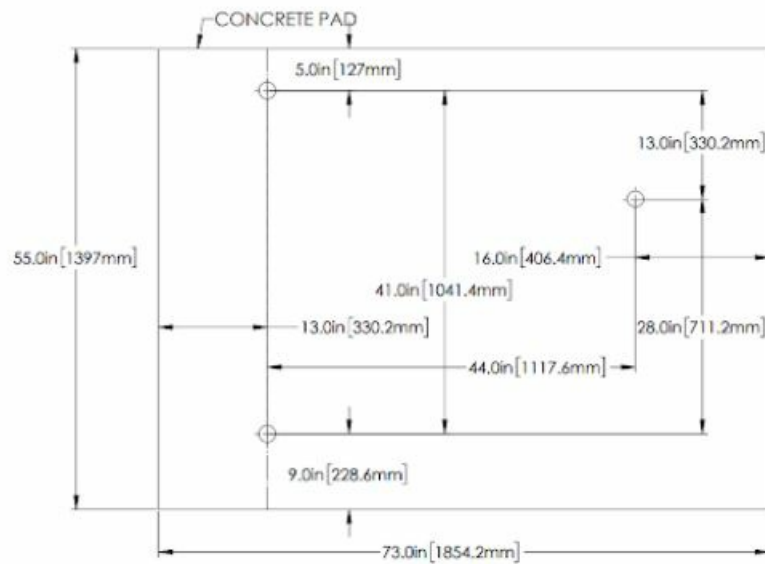 CONCRETE PAD
5.0in[127mm]
13.0in[330.2mm]
55.0in[1397mm]
16.0in[406.4mm]
41.0in[1041.4mm]
13.0in[330.2mm]
28.0in[711.2mm]
44.0in[1117.6mm]
9.0in[228.6mm]
73.0in[1854.2mm]